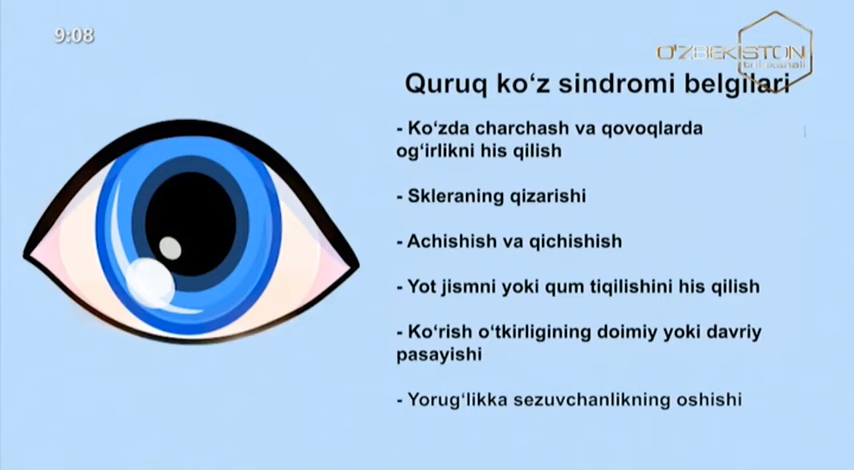 9:08
O'ZBEKISTON
telekanali
Quruq ko‘z sindromi belgilari
- Ko‘zda charchash va qovoqlarda
og‘irlikni his qilish
- Skleraning qizarishi
- Achishish va qichishish
- Yot jismni yoki qum tiqilishini his qilish
- Ko‘rish o‘tkirligining doimiy yoki davriy
pasayishi
- Yorug‘likka sezuvchanlikning oshishi